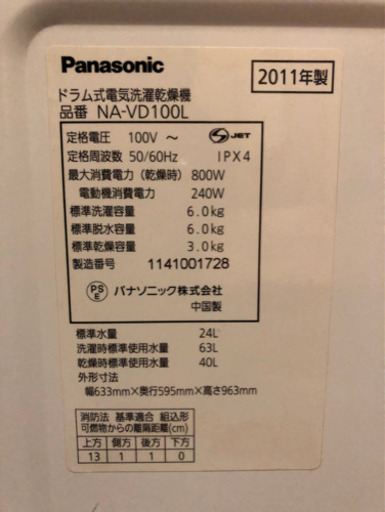 Panasonic
2011年製
ドラム式電気洗濯乾燥機
品番 NA-VD100L
定格電圧 100V ~
S JET
定格周波数 50/60Hz IPX4
最大消費電力（乾燥時）800W
電動機消費電力 240W
標準洗濯容量 6.0kg
標準脱水容量 6.0kg
標準乾燥容量 3.0kg
製造番号 1141001728
PSE パナソニック株式会社
中国製
標準水量 24L
洗濯時標準使用水量 63L
乾燥時標準使用水量 40L
外形寸法
幅633mm×奥行595mm×高さ963mm
消防法 基準適合 組込形
可燃物からの離隔距離(cm)
上方 側方 後方 下方
13 1 1 0